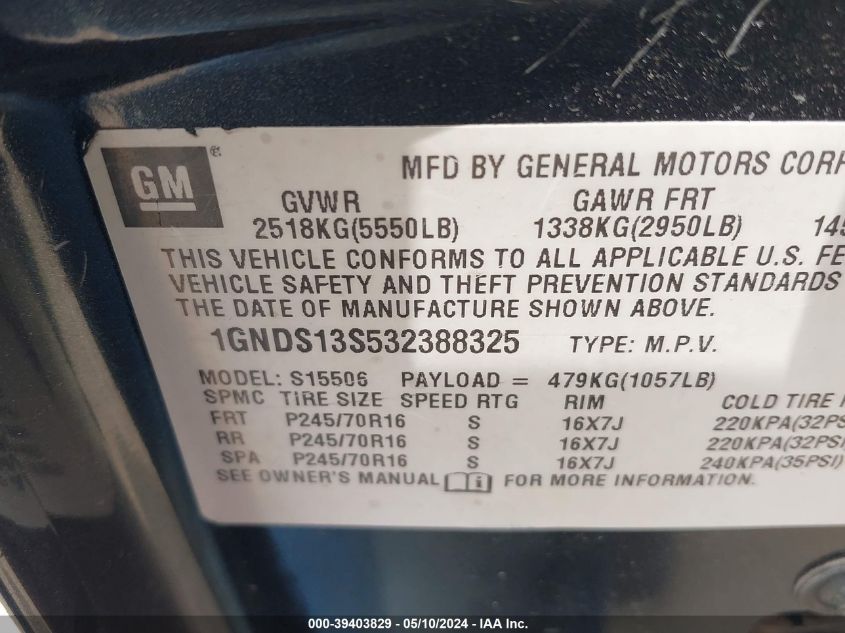 GM ® MFD BY GENERAL MOTORS CORP
GVWR GAWR FRT
2518KG(5550LB) 1338KG(2950LB) 145
THIS VEHICLE CONFORMS TO ALL APPLICABLE U.S. FE
VEHICLE SAFETY AND THEFT PREVENTION STANDARDS
THE DATE OF MANUFACTURE SHOWN ABOVE.
1GNDS13S532388325 TYPE: M.P.V.
MODEL: S15506 PAYLOAD = 479KG(1057LB)
SPMC TIRE SIZE SPEED RTG RIM COLD TIRE
FRT P245/70R16 S 16X7J 220KPA(32PS
RR P245/70R16 S 16X7J 220KPA(32PSI
SPA P245/70R16 S 16X7J 240KPA(35PSI)
SEE OWNER'S MANUAL i FOR MORE INFORMATION.
000-39403829 - 05/10/2024 - IAA Inc.